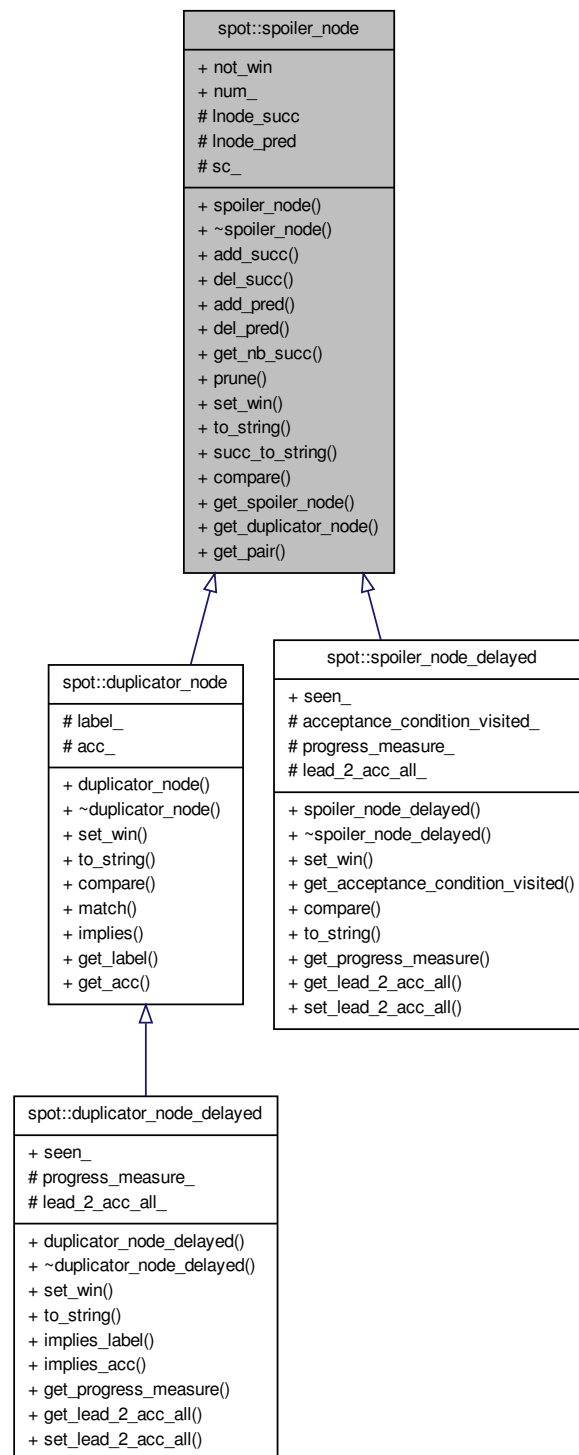 spot::spoiler_node
+ not_win
+ num_
# lnode_succ
# lnode_pred
# sc_
+ spoiler_node()
+ ~spoiler_node()
+ add_succ()
+ del_succ()
+ add_pred()
+ del_pred()
+ get_nb_succ()
+ prune()
+ set_win()
+ to_string()
+ succ_to_string()
+ compare()
+ get_spoiler_node()
+ get_duplicator_node()
+ get_pair()
spot::duplicator_node
# label_
# acc_
+ duplicator_node()
+ ~duplicator_node()
+ set_win()
+ to_string()
+ compare()
+ match()
+ implies()
+ get_label()
+ get_acc()
spot::spoiler_node_delayed
+ seen_
# acceptance_condition_visited_
# progress_measure_
# lead_2_acc_all_
+ spoiler_node_delayed()
+ ~spoiler_node_delayed()
+ set_win()
+ get_acceptance_condition_visited()
+ compare()
+ to_string()
+ get_progress_measure()
+ get_lead_2_acc_all()
+ set_lead_2_acc_all()
spot::duplicator_node_delayed
+ seen_
# progress_measure_
# lead_2_acc_all_
+ duplicator_node_delayed()
+ ~duplicator_node_delayed()
+ set_win()
+ to_string()
+ implies_label()
+ implies_acc()
+ get_progress_measure()
+ get_lead_2_acc_all()
+ set_lead_2_acc_all()